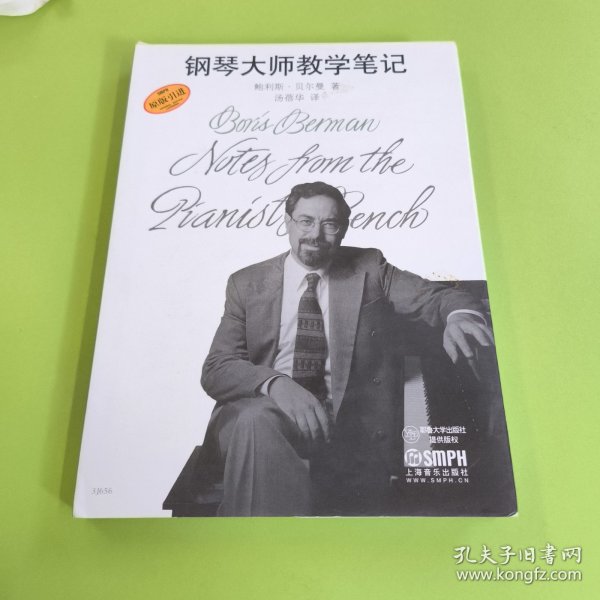 钢琴大师教学笔记
鲍利斯·贝尔曼 著
汤蓓华 译
SMPH
原版引进
Boris Berman
Notes from the
Pianist's Bench
耶鲁大学出版社
提供版权
SMPH
上海音乐出版社
WWW.SMPH.CN
3J656
孔夫子旧书网
www.kongfz.com